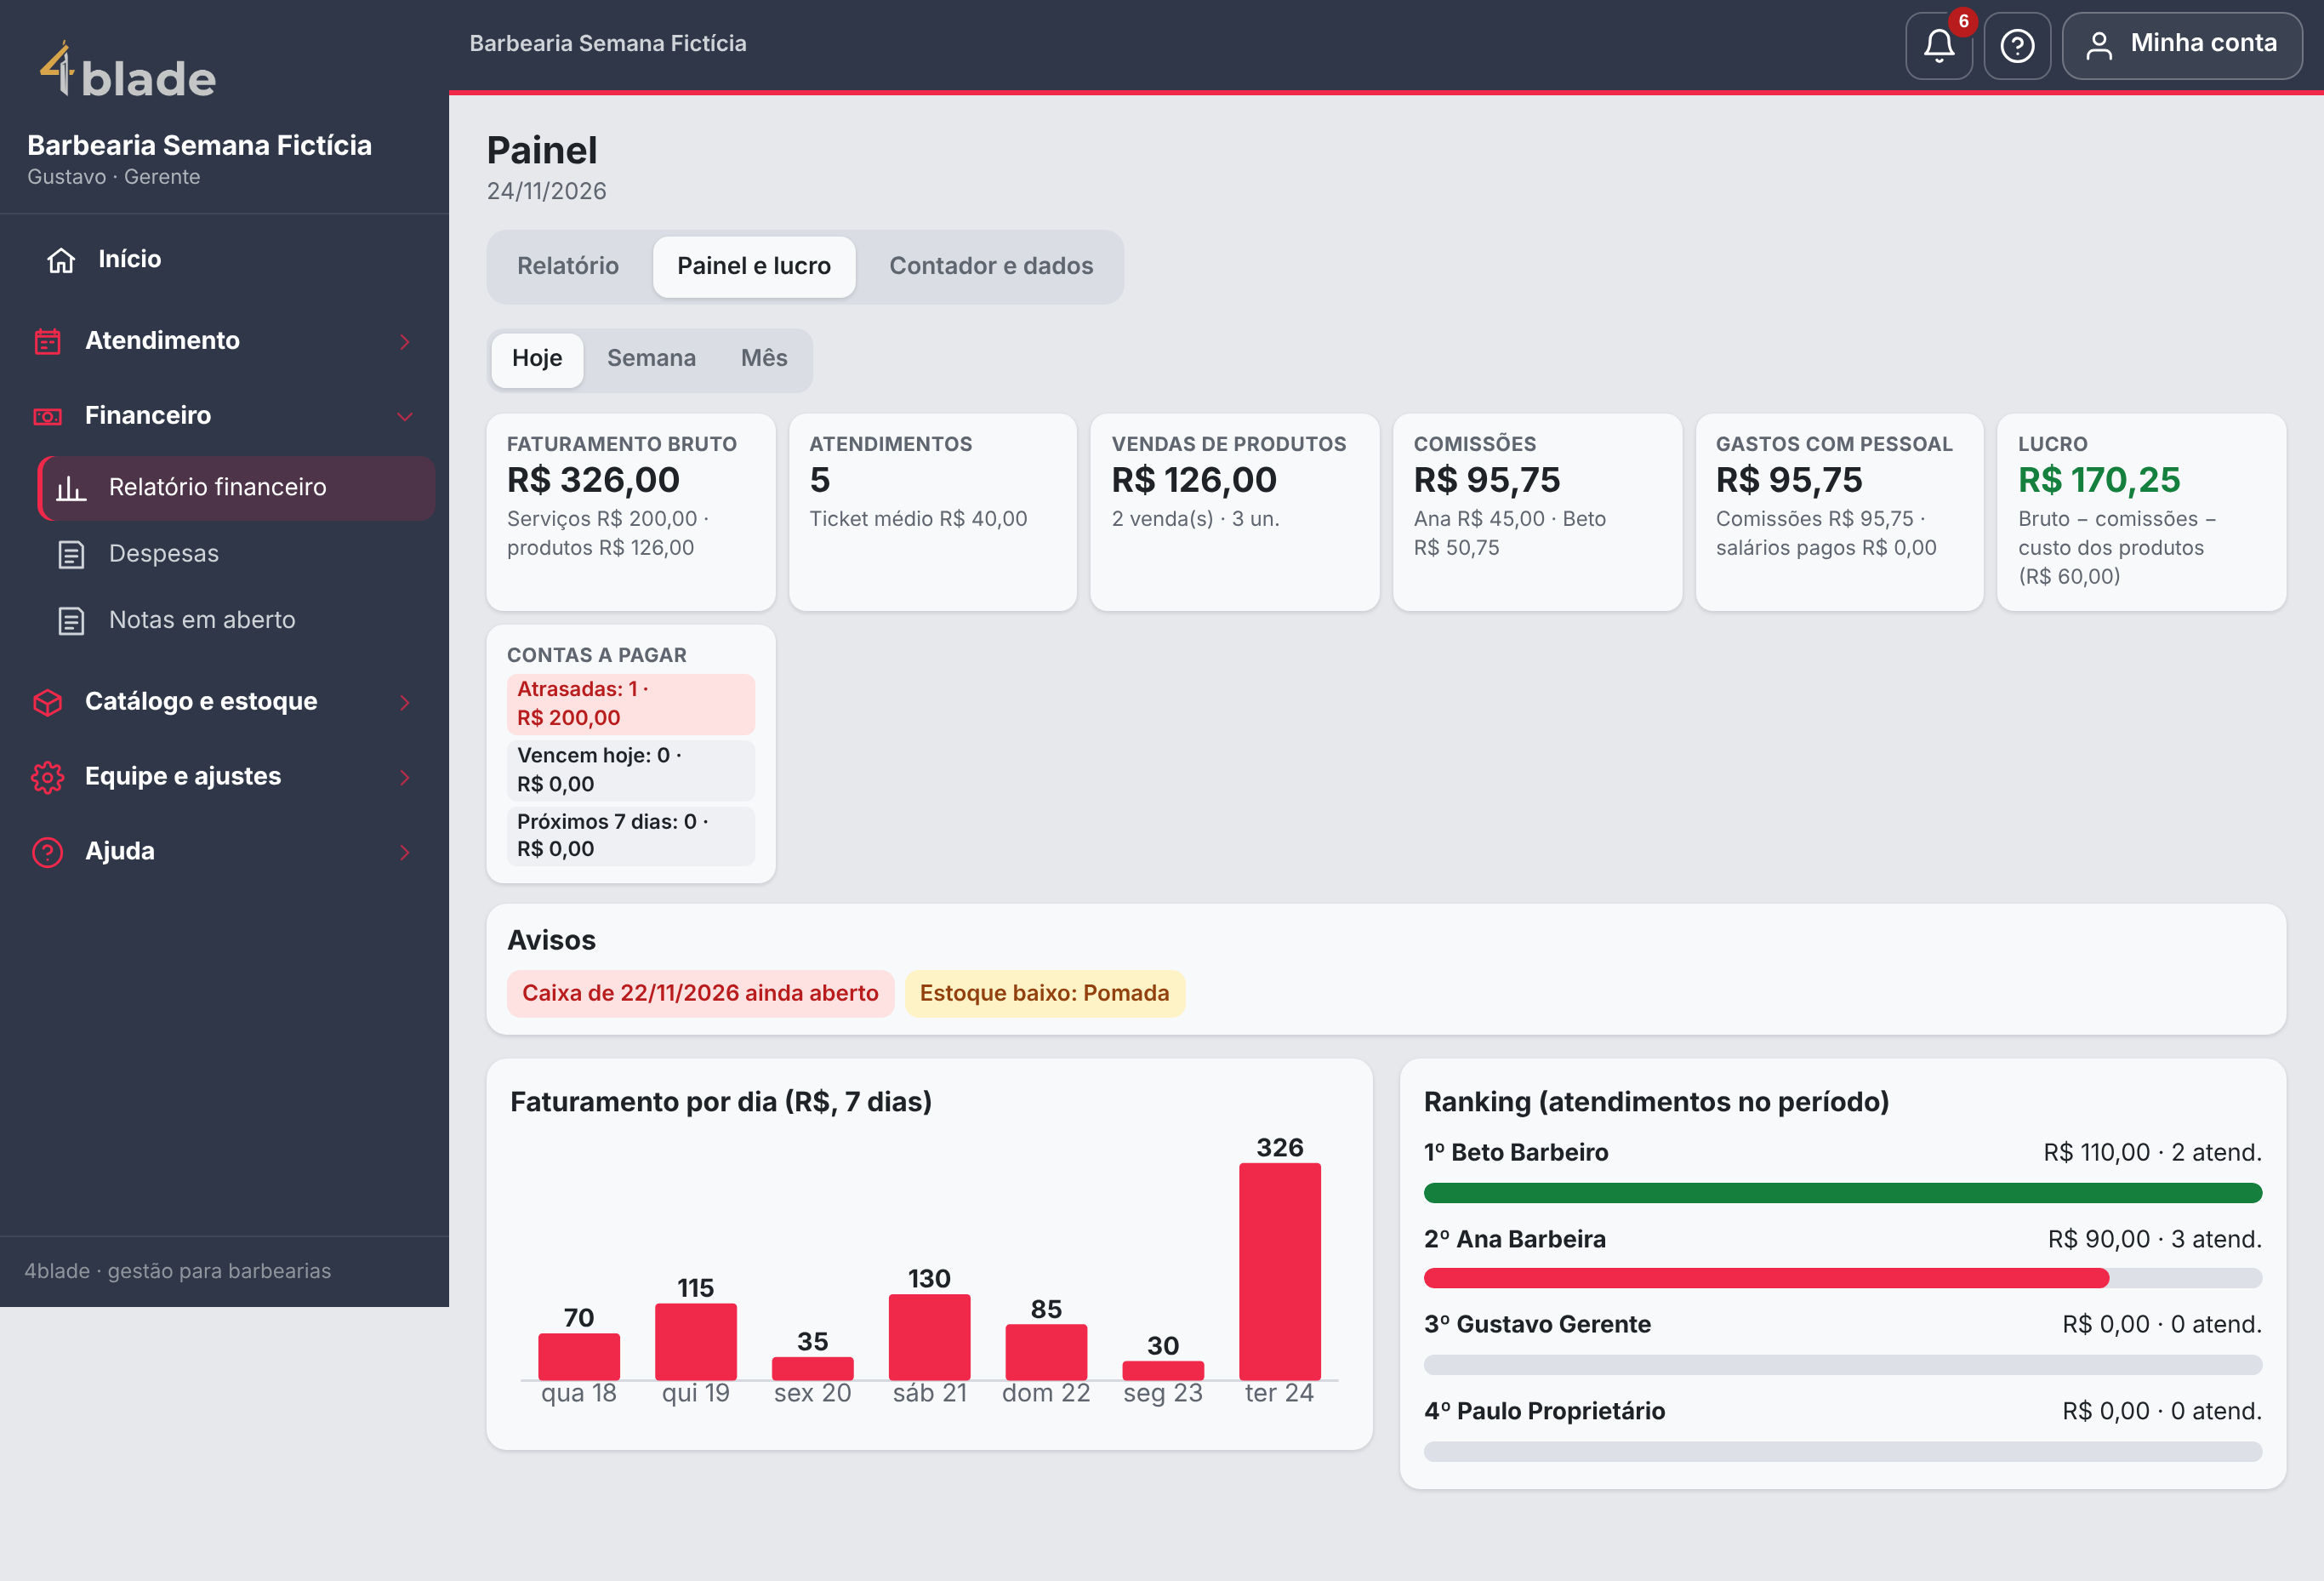 4blade
Barbearia Semana Fictícia
Gustavo · Gerente
Início
Atendimento
Financeiro
Relatório financeiro
Despesas
Notas em aberto
Catálogo e estoque
Equipe e ajustes
Ajuda
4blade · gestão para barbearias
Barbearia Semana Fictícia
6
Minha conta
Painel
24/11/2026
Relatório
Painel e lucro
Contador e dados
Hoje
Semana
Mês
FATURAMENTO BRUTO
R$ 326,00
Serviços R$ 200,00 ·
produtos R$ 126,00
ATENDIMENTOS
5
Ticket médio R$ 40,00
VENDAS DE PRODUTOS
R$ 126,00
2 venda(s) · 3 un.
COMISSÕES
R$ 95,75
Ana R$ 45,00 · Beto
R$ 50,75
GASTOS COM PESSOAL
R$ 95,75
Comissões R$ 95,75 ·
salários pagos R$ 0,00
LUCRO
R$ 170,25
Bruto − comissões −
custo dos produtos
(R$ 60,00)
CONTAS A PAGAR
Atrasadas: 1 ·
R$ 200,00
Vencem hoje: 0 ·
R$ 0,00
Próximos 7 dias: 0 ·
R$ 0,00
Avisos
Caixa de 22/11/2026 ainda aberto
Estoque baixo: Pomada
Faturamento por dia (R$, 7 dias)
70
115
35
130
85
30
326
qua 18
qui 19
sex 20
sáb 21
dom 22
seg 23
ter 24
Ranking (atendimentos no período)
1º Beto Barbeiro
R$ 110,00 · 2 atend.
2º Ana Barbeira
R$ 90,00 · 3 atend.
3º Gustavo Gerente
R$ 0,00 · 0 atend.
4º Paulo Proprietário
R$ 0,00 · 0 atend.